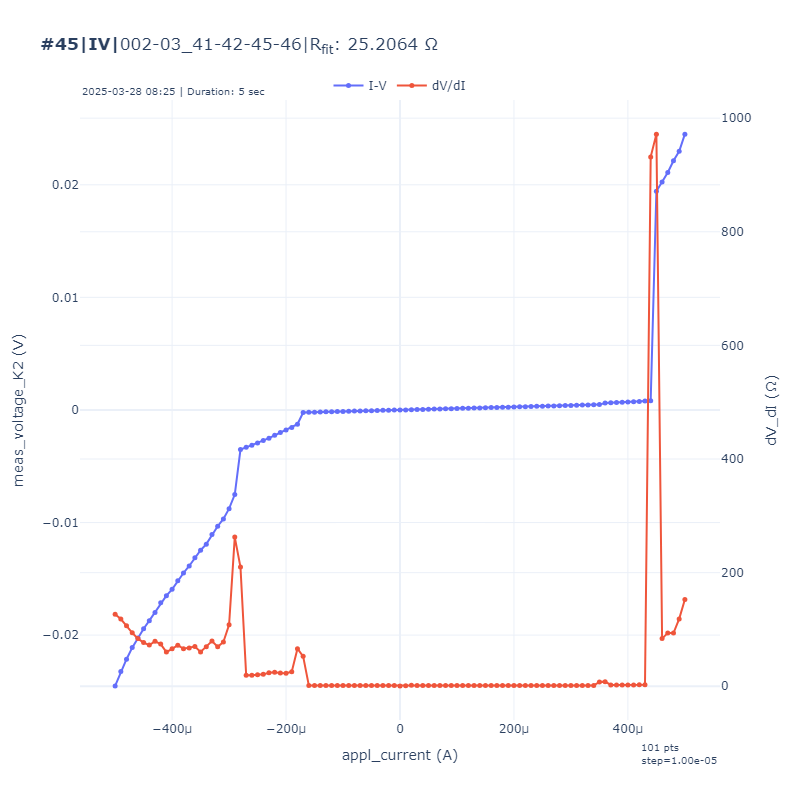 #45|IV|002-03_41-42-45-46|Rfit: 25.2064 Ω
2025-03-28 08:25 | Duration: 5 sec
I-V
dV/dI
1000
800
600
400
200
0
0.02
0.01
0
−0.01
−0.02
meas_voltage_K2 (V)
dV_dI (Ω)
−400μ
−200μ
0
200μ
400μ
appl_current (A)
101 pts
step=1.00e-05